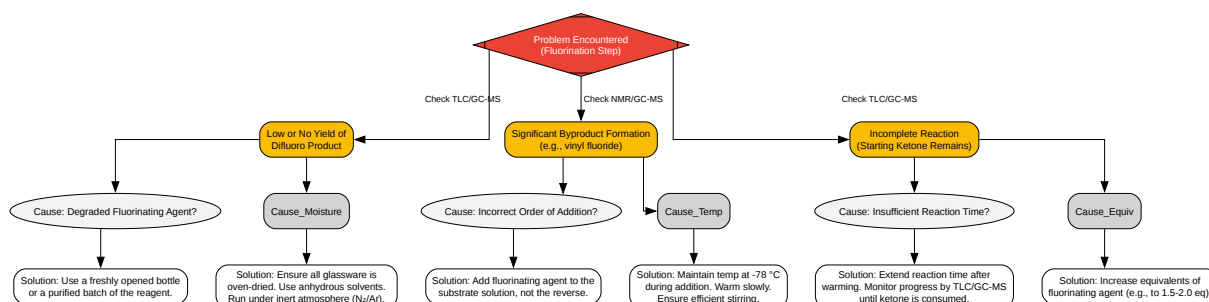 Problem Encountered
(Fluorination Step)
Check TLC/GC-MS
Check NMR/GC-MS
Check TLC/GC-MS
Low or No Yield of
Difluoro Product
Significant Byproduct Formation
(e.g., vinyl fluoride)
Incomplete Reaction
(Starting Ketone Remains)
Cause: Degraded Fluorinating Agent?
Cause_Moisture
Cause: Incorrect Order of Addition?
Cause_Temp
Cause: Insufficient Reaction Time?
Cause_Equiv
Solution: Use a freshly opened bottle
or a purified batch of the reagent.
Solution: Ensure all glassware is
oven-dried. Use anhydrous solvents.
Run under inert atmosphere (N₂/Ar).
Solution: Add fluorinating agent to the
substrate solution, not the reverse.
Solution: Maintain temp at -78 °C
during addition. Warm slowly.
Ensure efficient stirring.
Solution: Extend reaction time after
warming. Monitor progress by TLC/GC-MS
until ketone is consumed.
Solution: Increase equivalents of
fluorinating agent (e.g., to 1.5-2.0 eq)